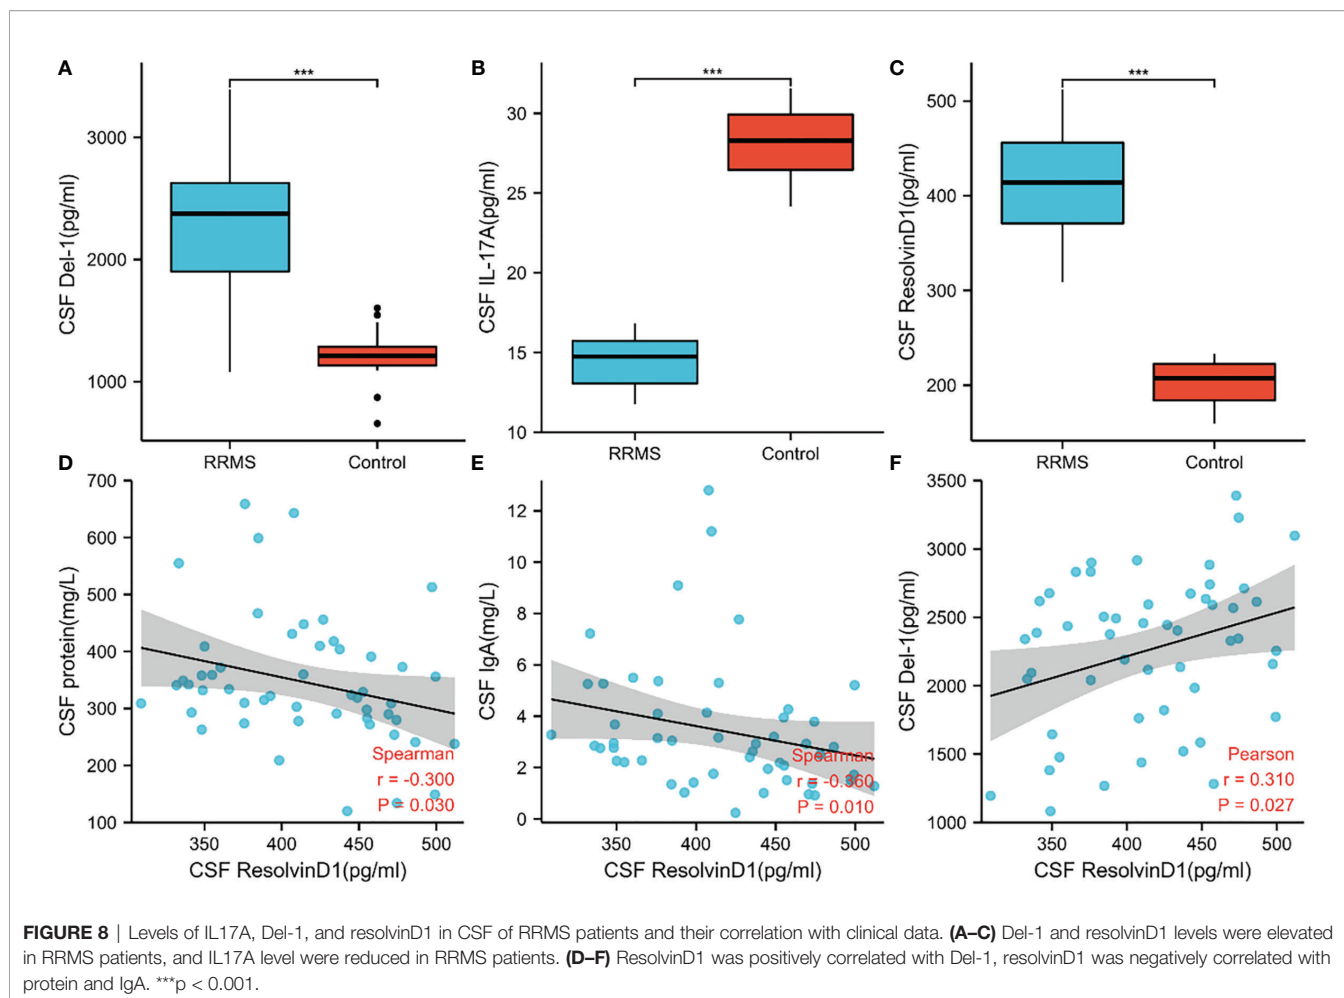 A
B
C
***
***
***
CSF Del-1(pg/ml)
3000
2000
1000
RRMS
Control
CSF IL-17A(pg/ml)
30
25
20
15
10
RRMS
Control
CSF ResolvinD1(pg/ml)
500
400
300
200
RRMS
Control
D
CSF protein(mg/L)
700
600
500
400
300
200
100
Spearman
r = -0.300
P = 0.030
350
400
450
500
CSF ResolvinD1(pg/ml)
E
CSF IgA(mg/L)
12
10
8
6
4
2
0
Spearman
r = -0.360
P = 0.010
350
400
450
500
CSF ResolvinD1(pg/ml)
F
CSF Del-1(pg/ml)
3500
3000
2500
2000
1500
1000
Pearson
r = 0.310
P = 0.027
350
400
450
500
CSF ResolvinD1(pg/ml)
FIGURE 8 | Levels of IL17A, Del-1, and resolvinD1 in CSF of RRMS patients and their correlation with clinical data. (A–C) Del-1 and resolvinD1 levels were elevated
in RRMS patients, and IL17A level were reduced in RRMS patients. (D–F) ResolvinD1 was positively correlated with Del-1, resolvinD1 was negatively correlated with
protein and IgA. ***p < 0.001.